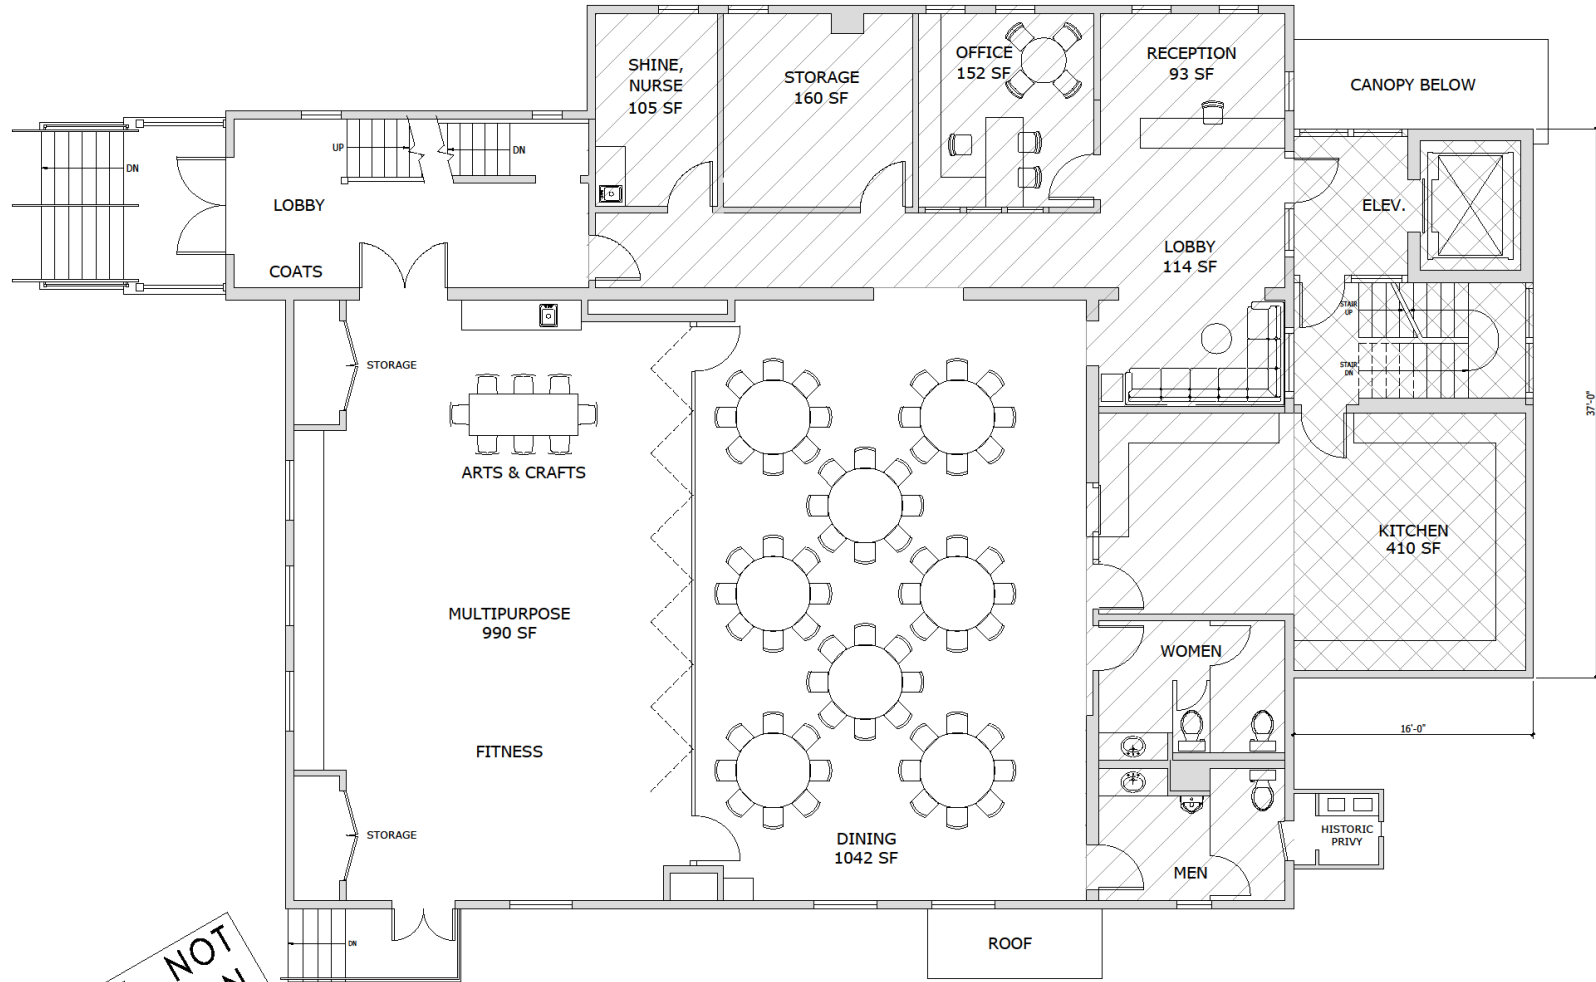 SHINE,
NURSE
105 SF
STORAGE
160 SF
OFFICE
152 SF
RECEPTION
93 SF
CANOPY BELOW
UP
DN
DN
LOBBY
COATS
ELEV.
LOBBY
114 SF
STAIR
UP
STAIR
DN
STORAGE
ARTS & CRAFTS
37'-0"
KITCHEN
410 SF
MULTIPURPOSE
990 SF
WOMEN
FITNESS
16'-0"
STORAGE
DINING
1042 SF
HISTORIC
PRIVY
MEN
DN
ROOF
NOT